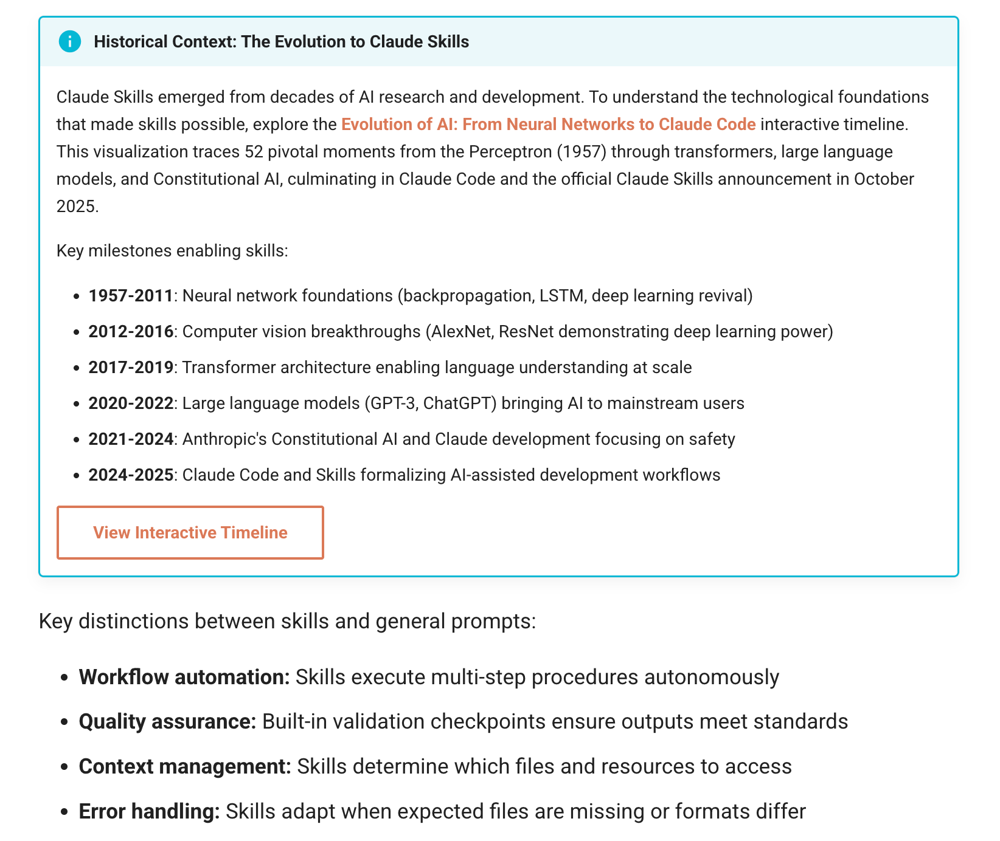 Historical Context: The Evolution to Claude Skills
Claude Skills emerged from decades of AI research and development. To understand the technological foundations
that made skills possible, explore the Evolution of AI: From Neural Networks to Claude Code interactive timeline.
This visualization traces 52 pivotal moments from the Perceptron (1957) through transformers, large language
models, and Constitutional AI, culminating in Claude Code and the official Claude Skills announcement in October
2025.
Key milestones enabling skills:
• 1957-2011: Neural network foundations (backpropagation, LSTM, deep learning revival)
• 2012-2016: Computer vision breakthroughs (AlexNet, ResNet demonstrating deep learning power)
• 2017-2019: Transformer architecture enabling language understanding at scale
• 2020-2022: Large language models (GPT-3, ChatGPT) bringing AI to mainstream users
• 2021-2024: Anthropic's Constitutional AI and Claude development focusing on safety
• 2024-2025: Claude Code and Skills formalizing AI-assisted development workflows
View Interactive Timeline
Key distinctions between skills and general prompts:
• Workflow automation: Skills execute multi-step procedures autonomously
• Quality assurance: Built-in validation checkpoints ensure outputs meet standards
• Context management: Skills determine which files and resources to access
• Error handling: Skills adapt when expected files are missing or formats differ